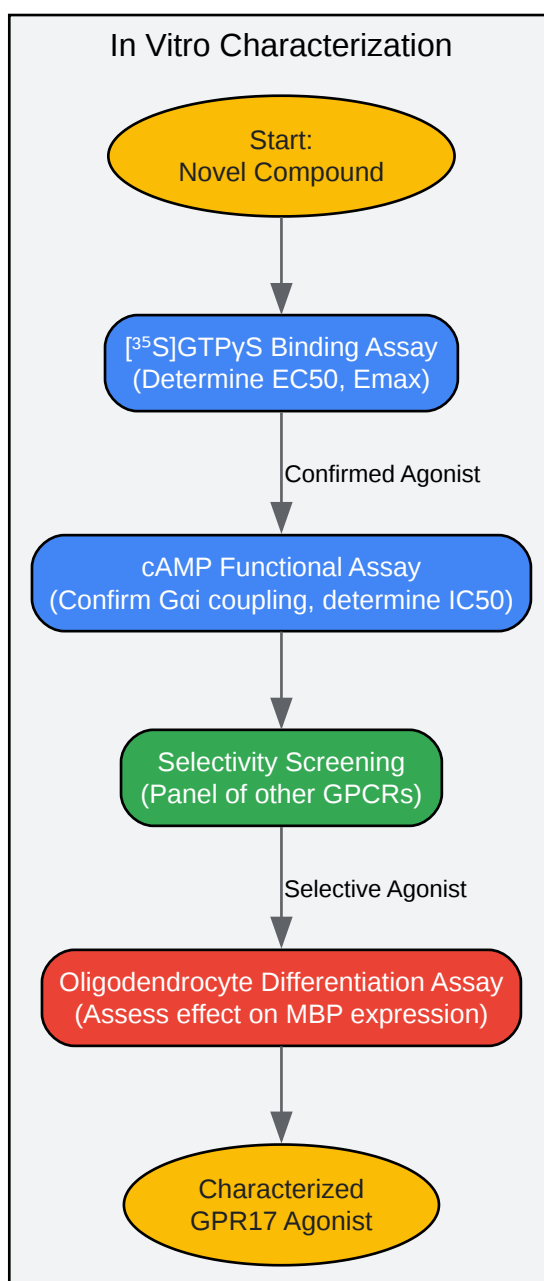 In Vitro Characterization
Start:
Novel Compound
[³⁵S]GTPγS Binding Assay
(Determine EC50, Emax)
Confirmed Agonist
cAMP Functional Assay
(Confirm Gαi coupling, determine IC50)
Selectivity Screening
(Panel of other GPCRs)
Selective Agonist
Oligodendrocyte Differentiation Assay
(Assess effect on MBP expression)
Characterized
GPR17 Agonist